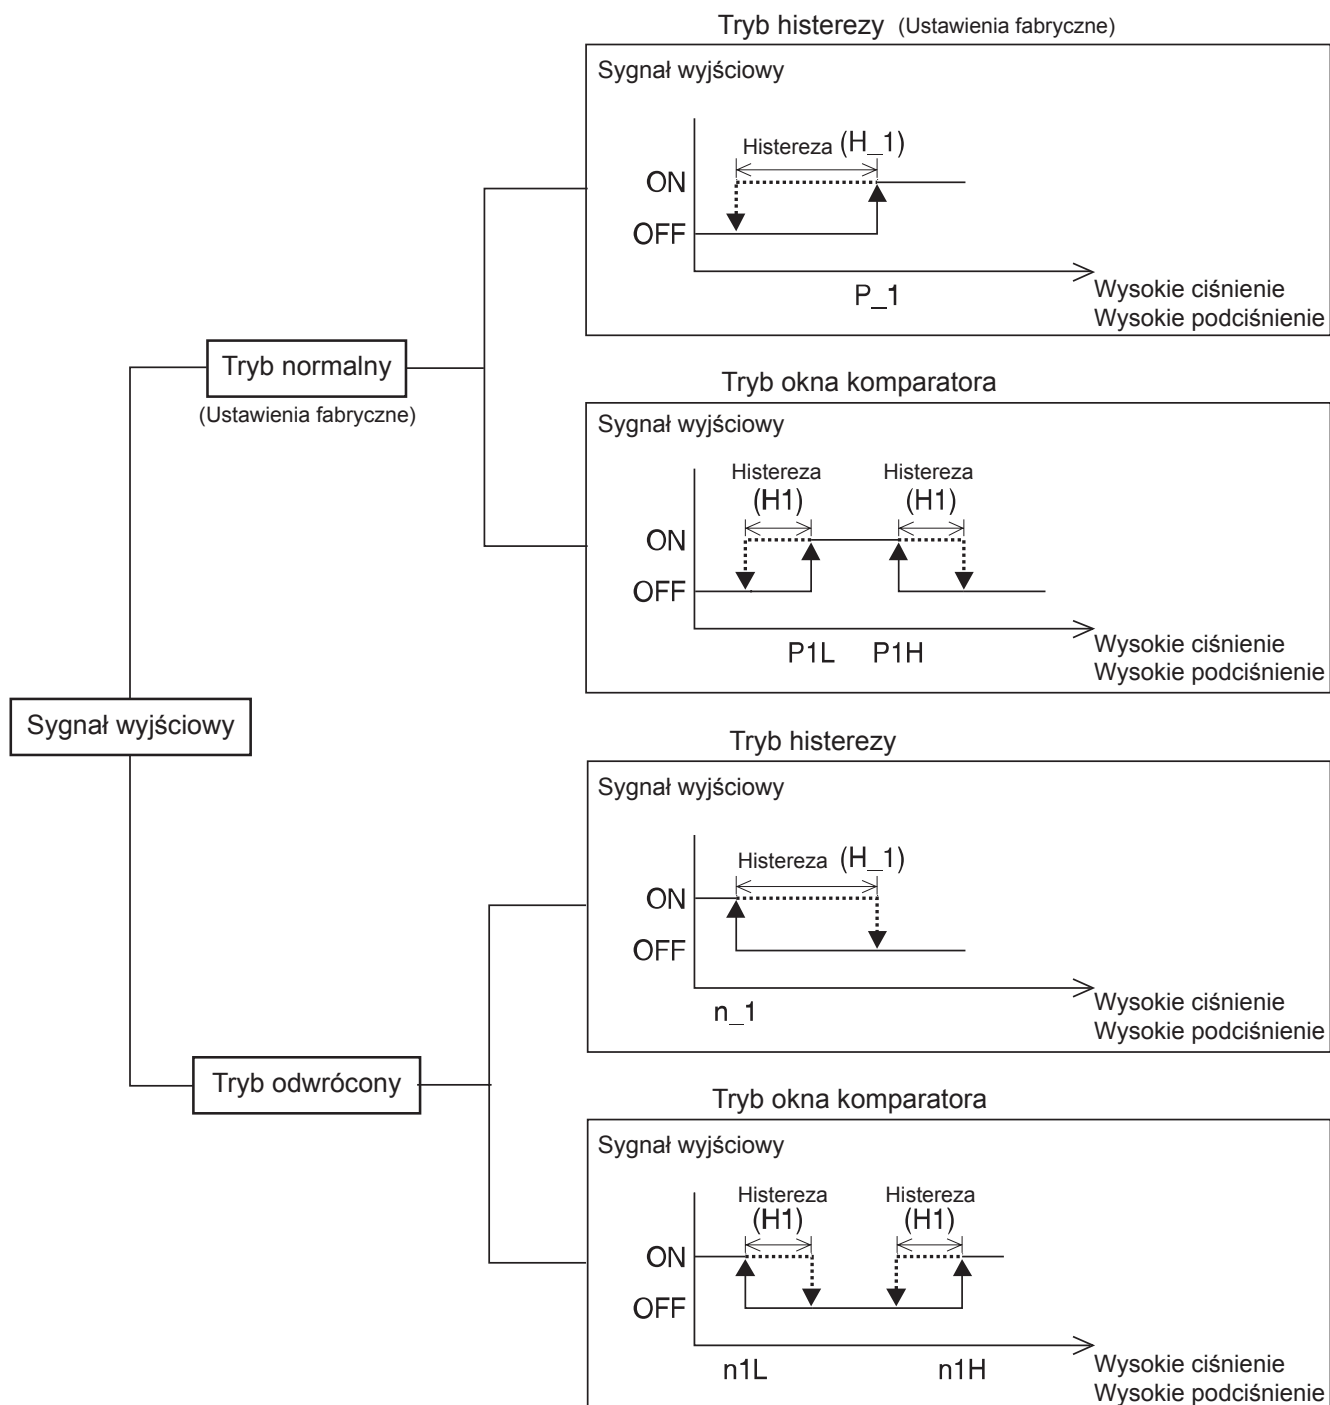 Tryb histerezy (Ustawienia fabryczne)
Sygnał wyjściowy
Histereza (H_1)
ON
OFF
P_1
Wysokie ciśnienie
Wysokie podciśnienie
Tryb normalny
(Ustawienia fabryczne)
Tryb okna komparatora
Sygnał wyjściowy
Histereza Histereza
(H1) (H1)
ON
OFF
P1L P1H
Wysokie ciśnienie
Wysokie podciśnienie
Sygnał wyjściowy
Tryb histerezy
Sygnał wyjściowy
Histereza (H_1)
ON
OFF
n_1
Wysokie ciśnienie
Wysokie podciśnienie
Tryb odwrócony
Tryb okna komparatora
Sygnał wyjściowy
Histereza Histereza
(H1) (H1)
ON
OFF
n1L n1H
Wysokie ciśnienie
Wysokie podciśnienie